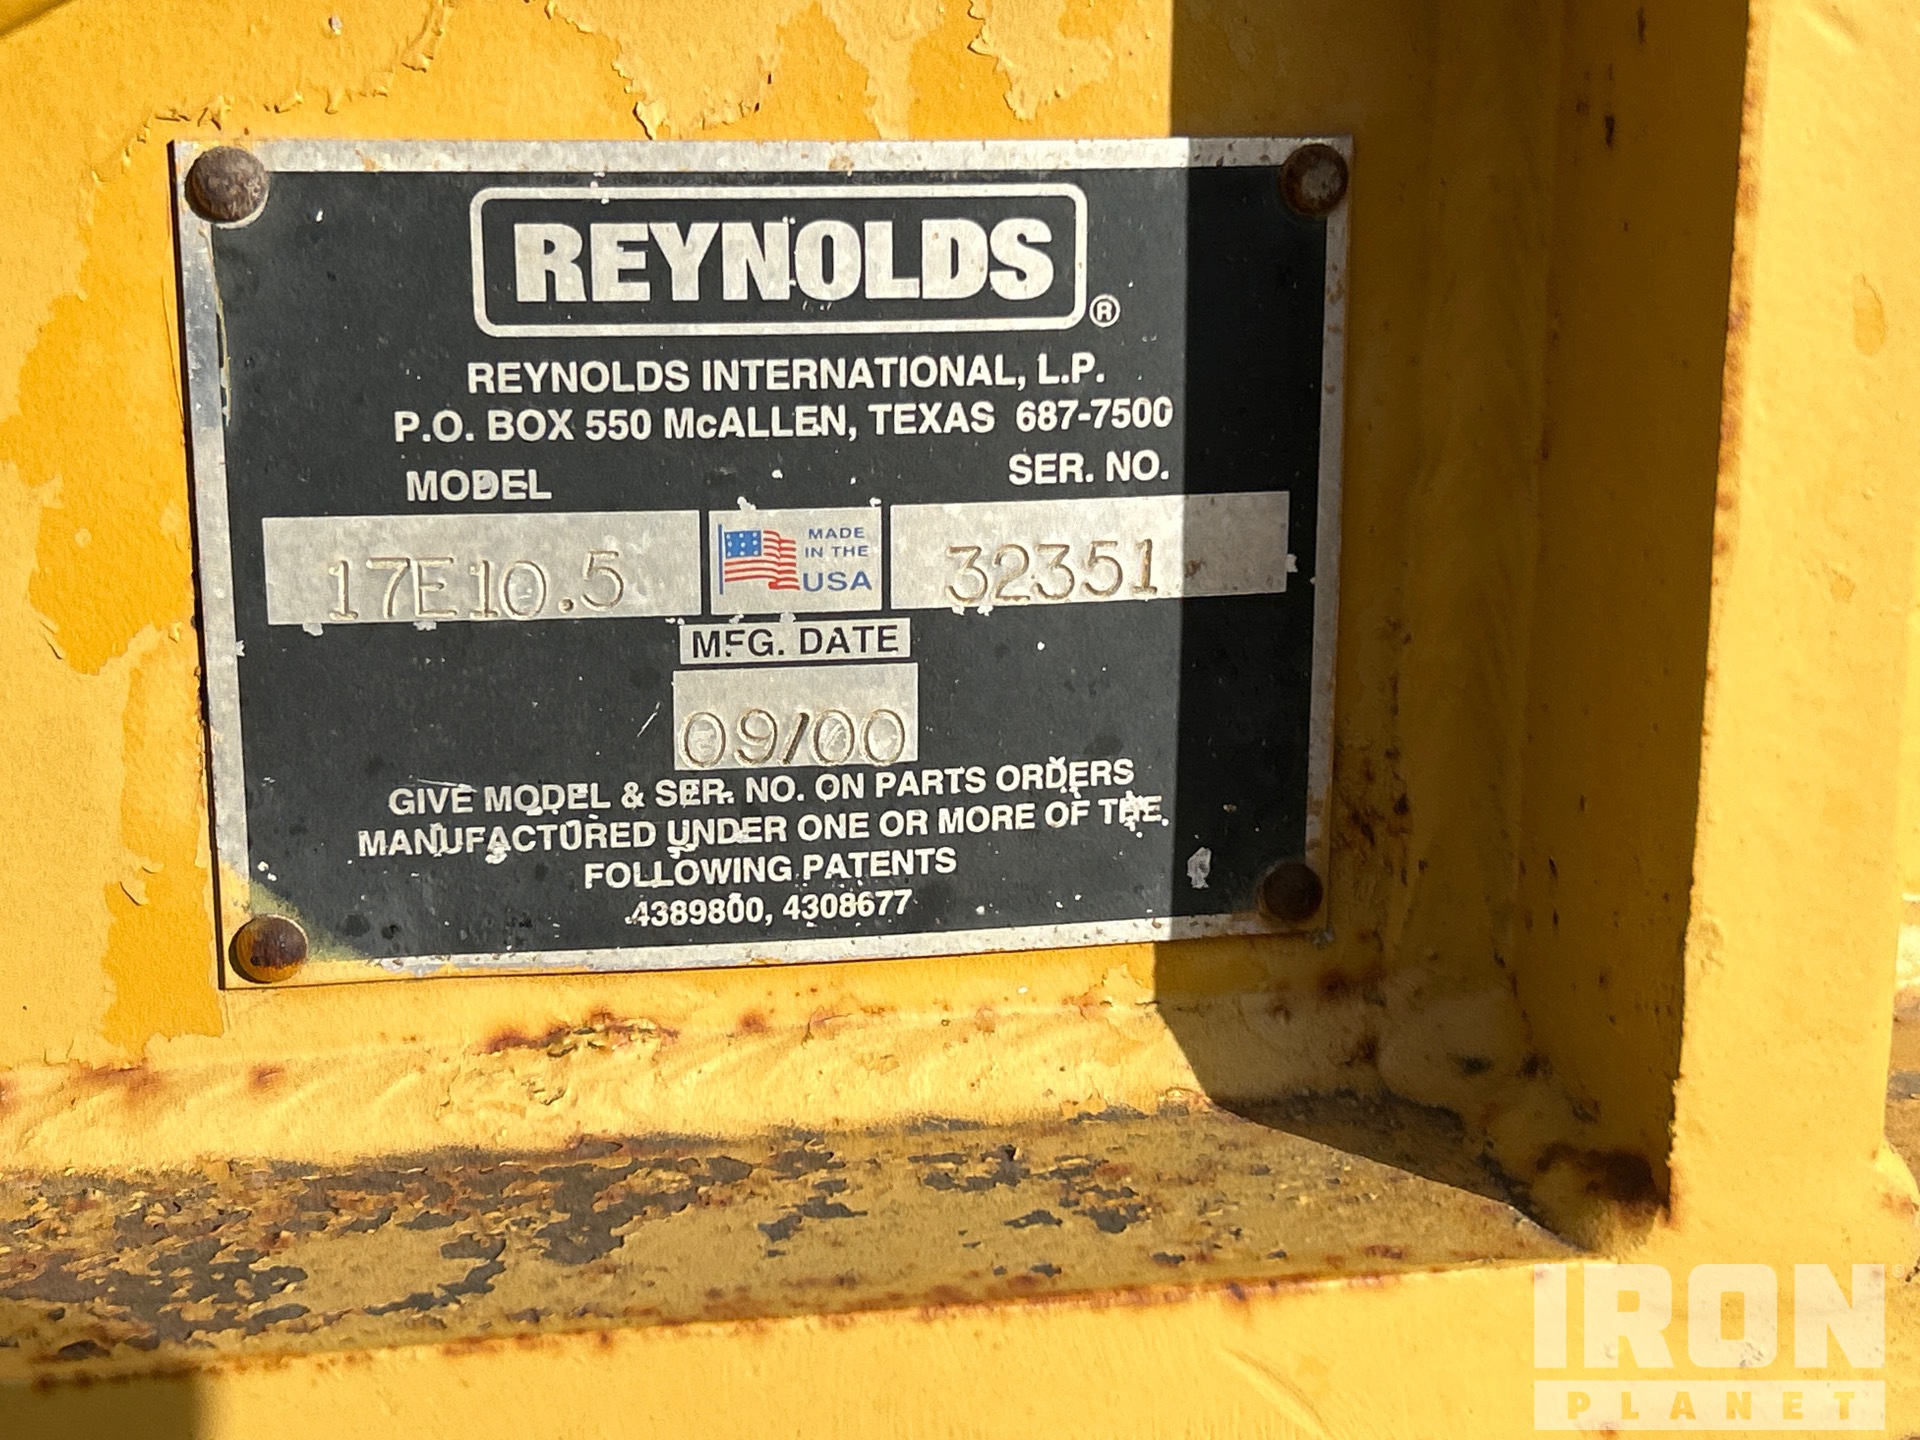 REYNOLDS ®
REYNOLDS INTERNATIONAL, L.P.
P.O. BOX 550 McALLEN, TEXAS 687-7500
MODEL SER. NO.
17E10.5 MADE IN THE USA 32351
MFG. DATE
09/00
GIVE MODEL & SER. NO. ON PARTS ORDERS
MANUFACTURED UNDER ONE OR MORE OF THE
FOLLOWING PATENTS
4389800, 4308677
IRON
PLANET